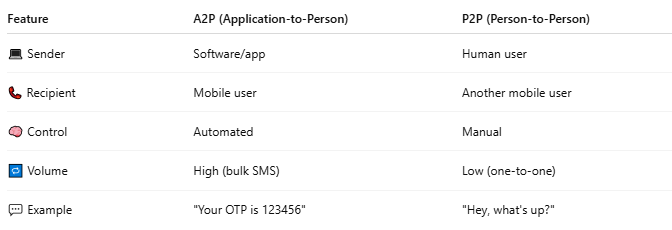 Feature A2P (Application-to-Person) P2P (Person-to-Person)
Sender Software/app Human user
Recipient Mobile user Another mobile user
Control Automated Manual
Volume High (bulk SMS) Low (one-to-one)
Example "Your OTP is 123456" "Hey, what's up?"